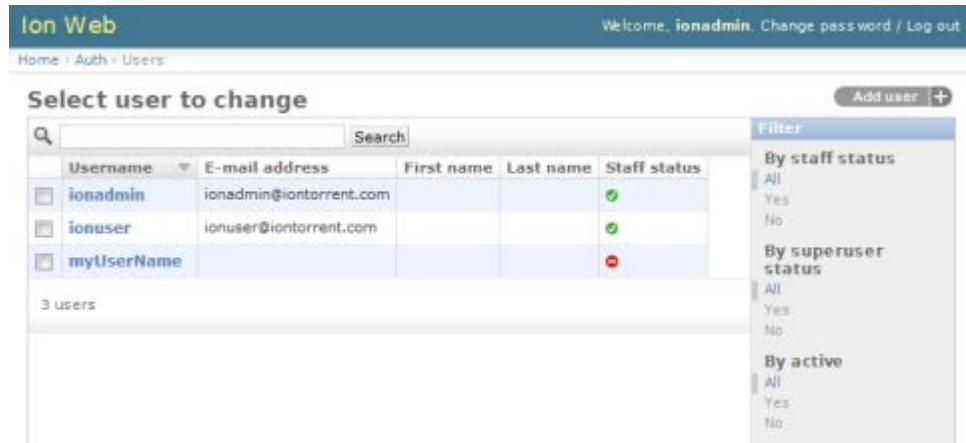 Ion Web
Welcome, ionadmin. Change password / Log out
Home › Auth › Users
Select user to change
Add user +
Search
Filter
Username E-mail address First name Last name Staff status
ionadmin ionadmin@iontorrent.com
ionuser ionuser@iontorrent.com
myUserName
3 users
By staff status
All
Yes
No
By superuser
status
All
Yes
No
By active
All
Yes
No